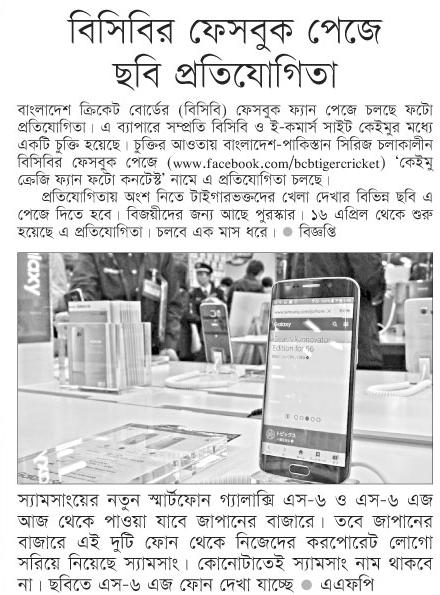 বিসিবির ফেসবুক পেজে
ছবি প্রতিযোগিতা
বাংলাদেশ ক্রিকেট বোর্ডের (বিসিবি) ফেসবুক ফ্যান পেজে চলছে ফটো
প্রতিযোগিতা। এ ব্যাপারে সম্প্রতি বিসিবি ও ই-কমার্স সাইট কেইমুর মধ্যে
একটি চুক্তি হয়েছে। চুক্তির আওতায় বাংলাদেশ-পাকিস্তান সিরিজ চলাকালীন
বিসিবির ফেসবুক পেজে (www.facebook.com/bcbtigercricket) 'কেইমু
ক্রেজি ফ্যান ফটো কনটেস্ট' নামে এ প্রতিযোগিতা চলছে।
প্রতিযোগিতায় অংশ নিতে টাইগারভক্তদের খেলা দেখার বিভিন্ন ছবি এ
পেজে দিতে হবে। বিজয়ীদের জন্য আছে পুরস্কার। ১৬ এপ্রিল থেকে শুরু
হয়েছে এ প্রতিযোগিতা। চলবে এক মাস ধরে। ● বিজ্ঞপ্তি
Galaxy
স্যামসাংয়ের নতুন স্মার্টফোন গ্যালাক্সি এস-৬ ও এস-৬ এজ
আজ থেকে পাওয়া যাবে জাপানের বাজারে। তবে জাপানের
বাজারে এই দুটি ফোন থেকে নিজেদের করপোরেট লোগো
সরিয়ে নিয়েছে স্যামসাং। কোনোটাতেই স্যামসাং নাম থাকবে
না। ছবিতে এস-৬ এজ ফোন দেখা যাচ্ছে ● এএফপি